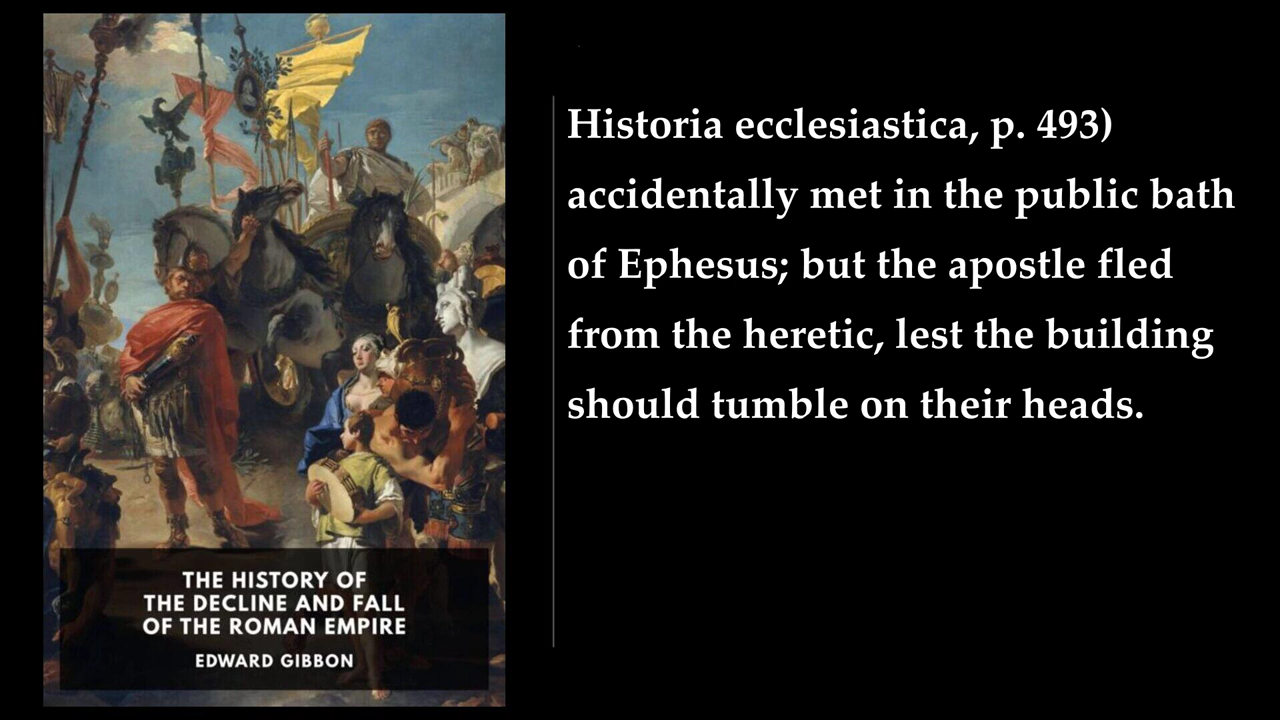 Historia ecclesiastica, p. 493)
accidentally met in the public bath
of Ephesus; but the apostle fled
from the heretic, lest the building
should tumble on their heads.
THE HISTORY OF
THE DECLINE AND FALL
OF THE ROMAN EMPIRE
EDWARD GIBBON